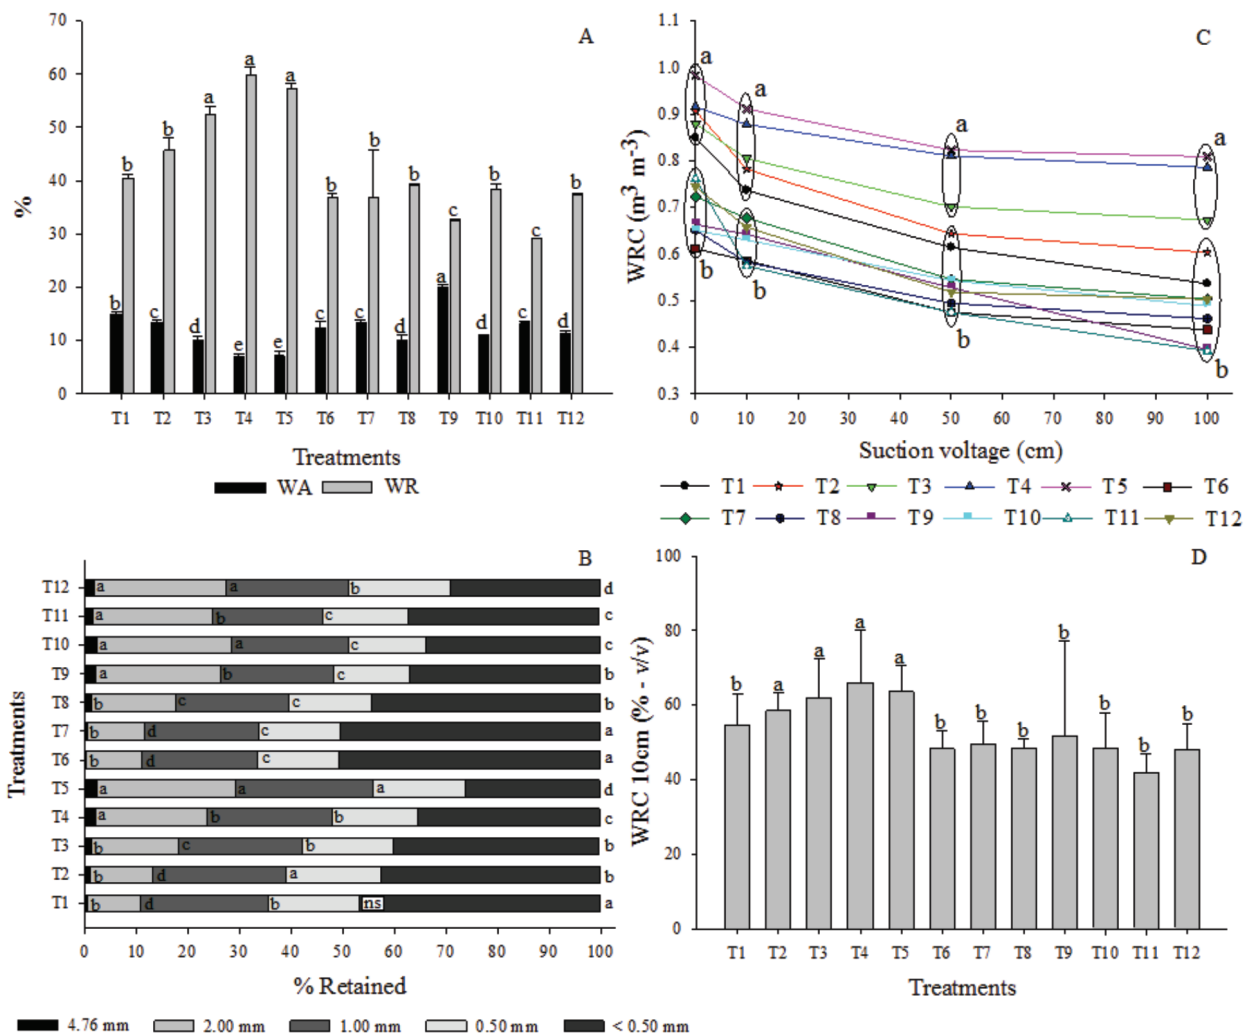 A
70
60
50
40
30
20
10
0
%
b b c b d a e a e a c b c b d b a c d b c c d b
T1 T2 T3 T4 T5 T6 T7 T8 T9 T10 T11 T12
Treatments
WA WR
C
1.1
1.0
0.9
0.8
0.7
0.6
0.5
0.4
0.3
WRC (m³ m⁻³)
a a a a
b b b b
0 10 20 30 40 50 60 70 80 90 100
Suction voltage (cm)
T1 T2 T3 T4 T5 T6
T7 T8 T9 T10 T11 T12
B
Treatments
T12 a a b d
T11 a b c c
T10 a a c c
T9 a b c b
T8 b c c b
T7 b d c a
T6 b d c a
T5 a a a d
T4 a b b c
T3 b c b b
T2 b d a b
T1 b d b ns a
0 10 20 30 40 50 60 70 80 90 100
% Retained
4.76 mm 2.00 mm 1.00 mm 0.50 mm < 0.50 mm
D
100
80
60
40
20
0
WRC 10cm (% - v/v)
b a a a a b b b b b b b
T1 T2 T3 T4 T5 T6 T7 T8 T9 T10 T11 T12
Treatments